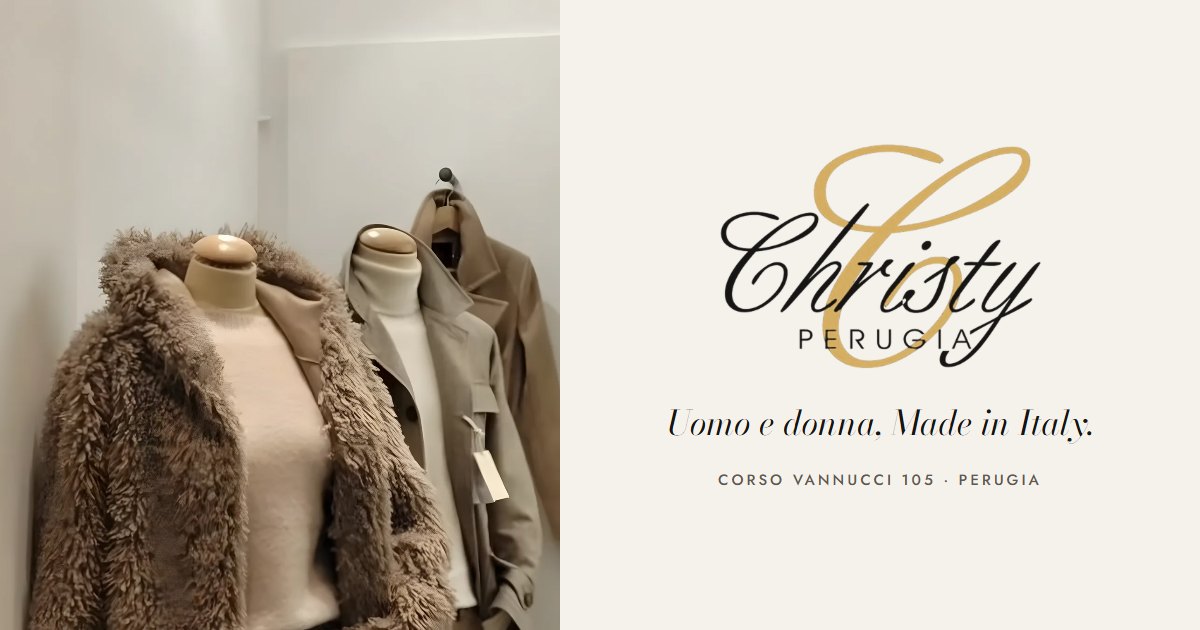 Christy
PERUGIA
Uomo e donna, Made in Italy.
CORSO VANNUCCI 105 · PERUGIA